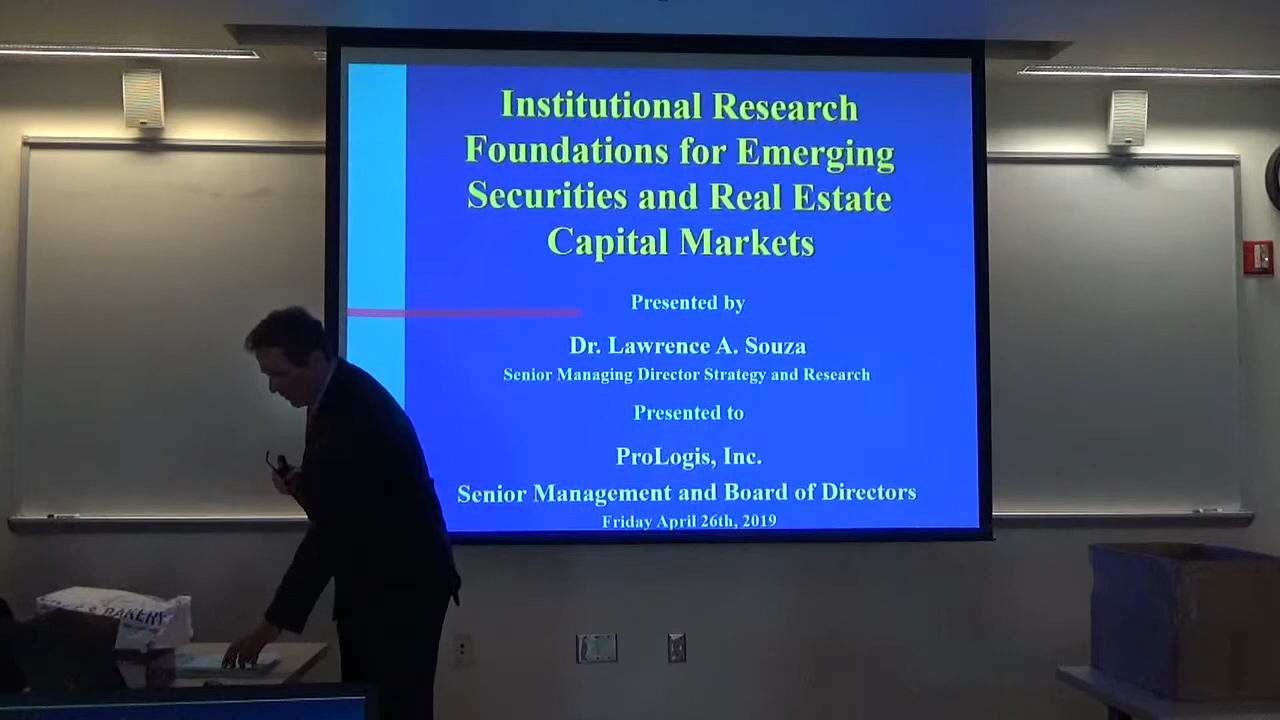 Institutional Research
Foundations for Emerging
Securities and Real Estate
Capital Markets
Presented by
Dr. Lawrence A. Souza
Senior Managing Director Strategy and Research
Presented to
ProLogis, Inc.
Senior Management and Board of Directors
Friday April 26th, 2019
BAKERY